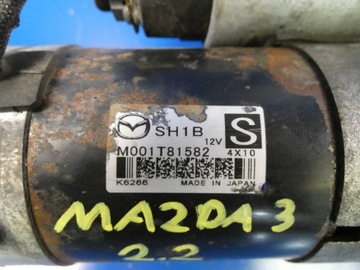 SH1B
S
12V
M001T81582
4X10
K6266
MADE IN JAPAN
MAZDA 3
2.2